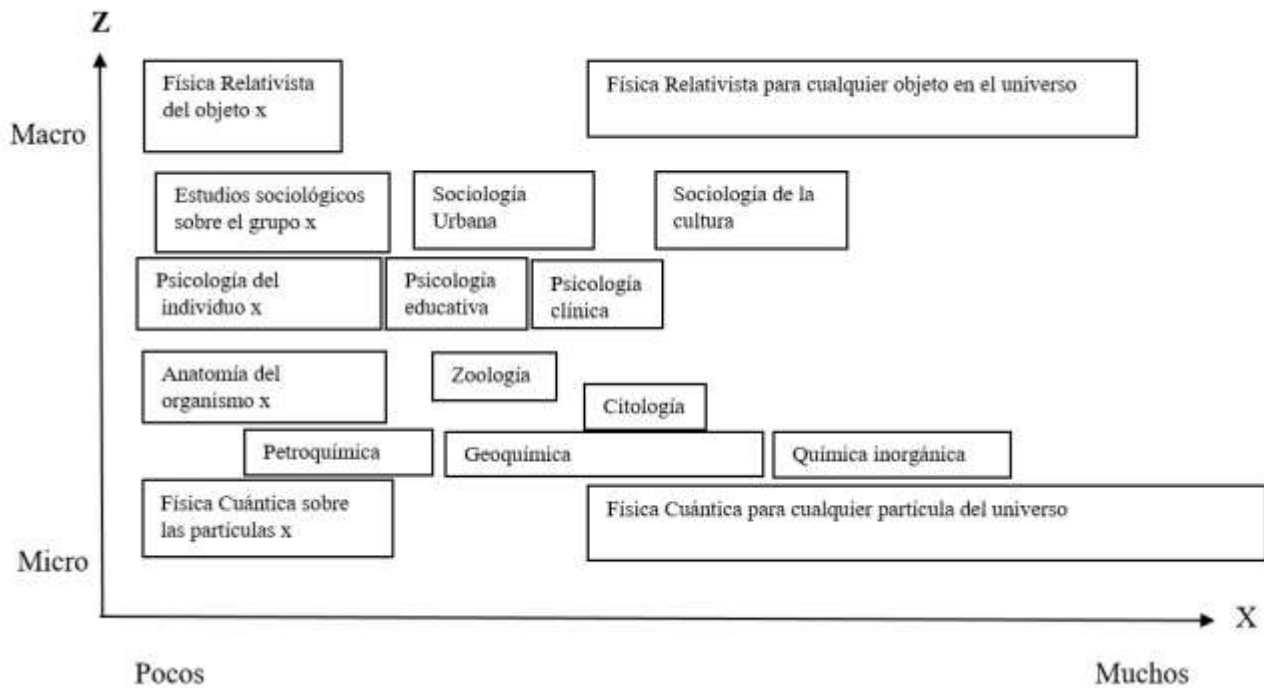 Z
Física Relativista
del objeto x
Física Relativista para cualquier objeto en el universo
Macro
Estudios sociológicos
sobre el grupo x
Sociología
Urbana
Sociología de la
cultura
Psicología del
individuo x
Psicología
educativa
Psicología
clínica
Anatomía del
organismo x
Zoología
Citología
Petroquímica
Geoquímica
Química inorgánica
Física Cuántica sobre
las partículas x
Física Cuántica para cualquier partícula del universo
Micro
X
Pocos
Muchos